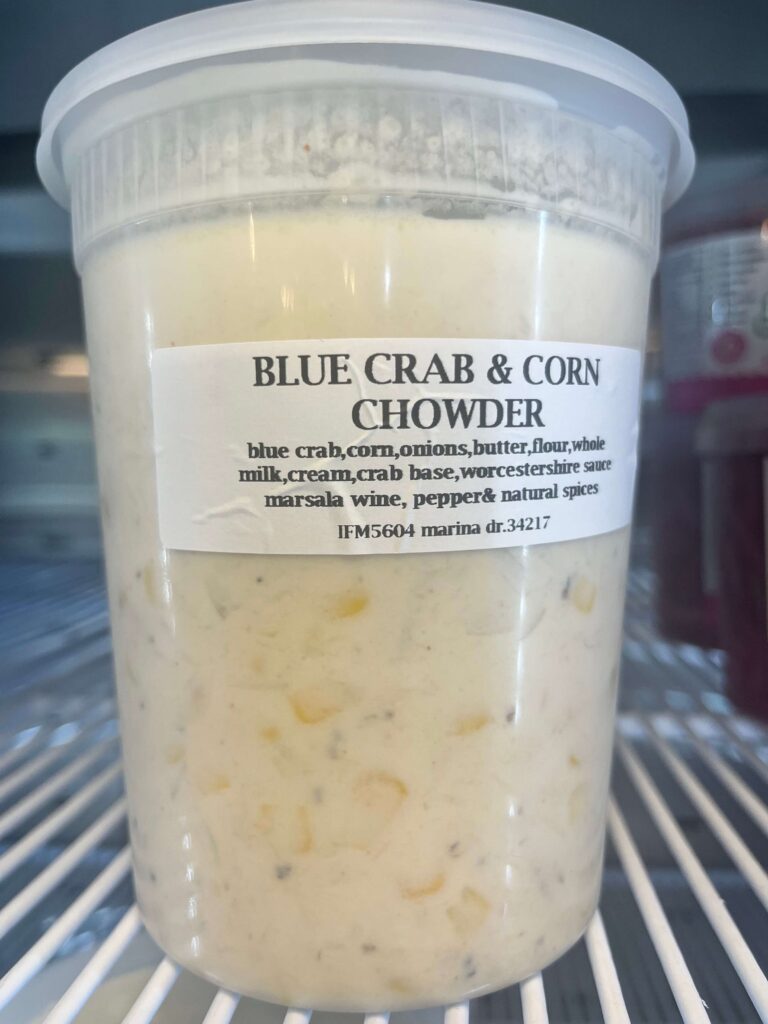 BLUE CRAB & CORN
CHOWDER
blue crab,corn,onions,butter,flour,whole
milk,cream,crab base,worcestershire sauce
marsala wine, pepper& natural spices
IFM5604 marina dr.34217